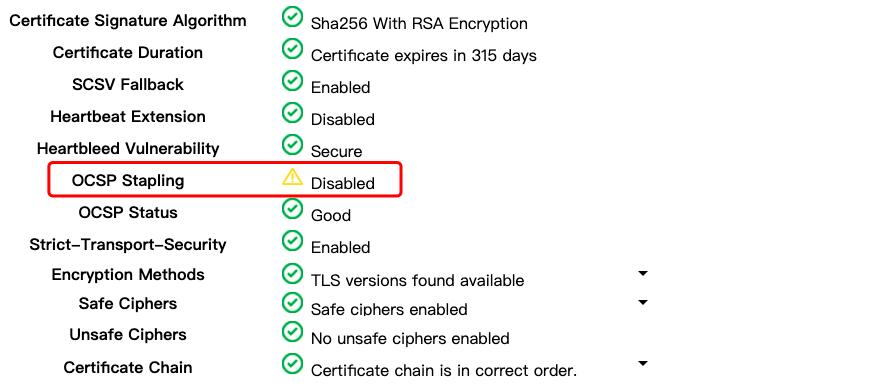 Certificate Signature Algorithm Sha256 With RSA Encryption
Certificate Duration Certificate expires in 315 days
SCSV Fallback Enabled
Heartbeat Extension Disabled
Heartbleed Vulnerability Secure
OCSP Stapling Disabled
OCSP Status Good
Strict-Transport-Security Enabled
Encryption Methods TLS versions found available
Safe Ciphers Safe ciphers enabled
Unsafe Ciphers No unsafe ciphers enabled
Certificate Chain Certificate chain is in correct order.